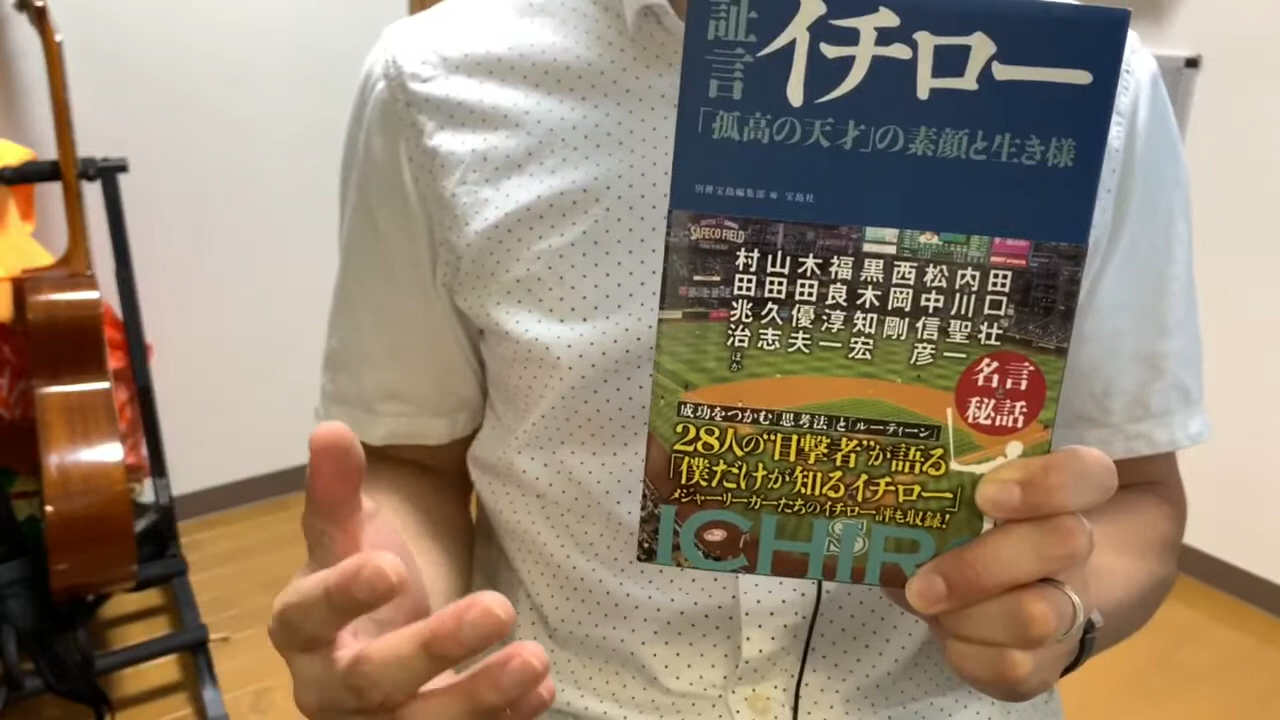 証言
イチロー
「孤高の天才」の素顔と生き様
別冊宝島編集部 編 宝島社
SAFECO FIELD
田口壮
内川聖一
松中信彦
西岡剛
黒木知宏
福良淳一
木田優夫
山田久志
村田兆治 ほか
名言と秘話
成功をつかむ「思考法」と「ルーティーン」
28人の“目撃者”が語る
「僕だけが知るイチロー」
メジャーリーガーたちのイチロー評も収録!
ICHIR
S